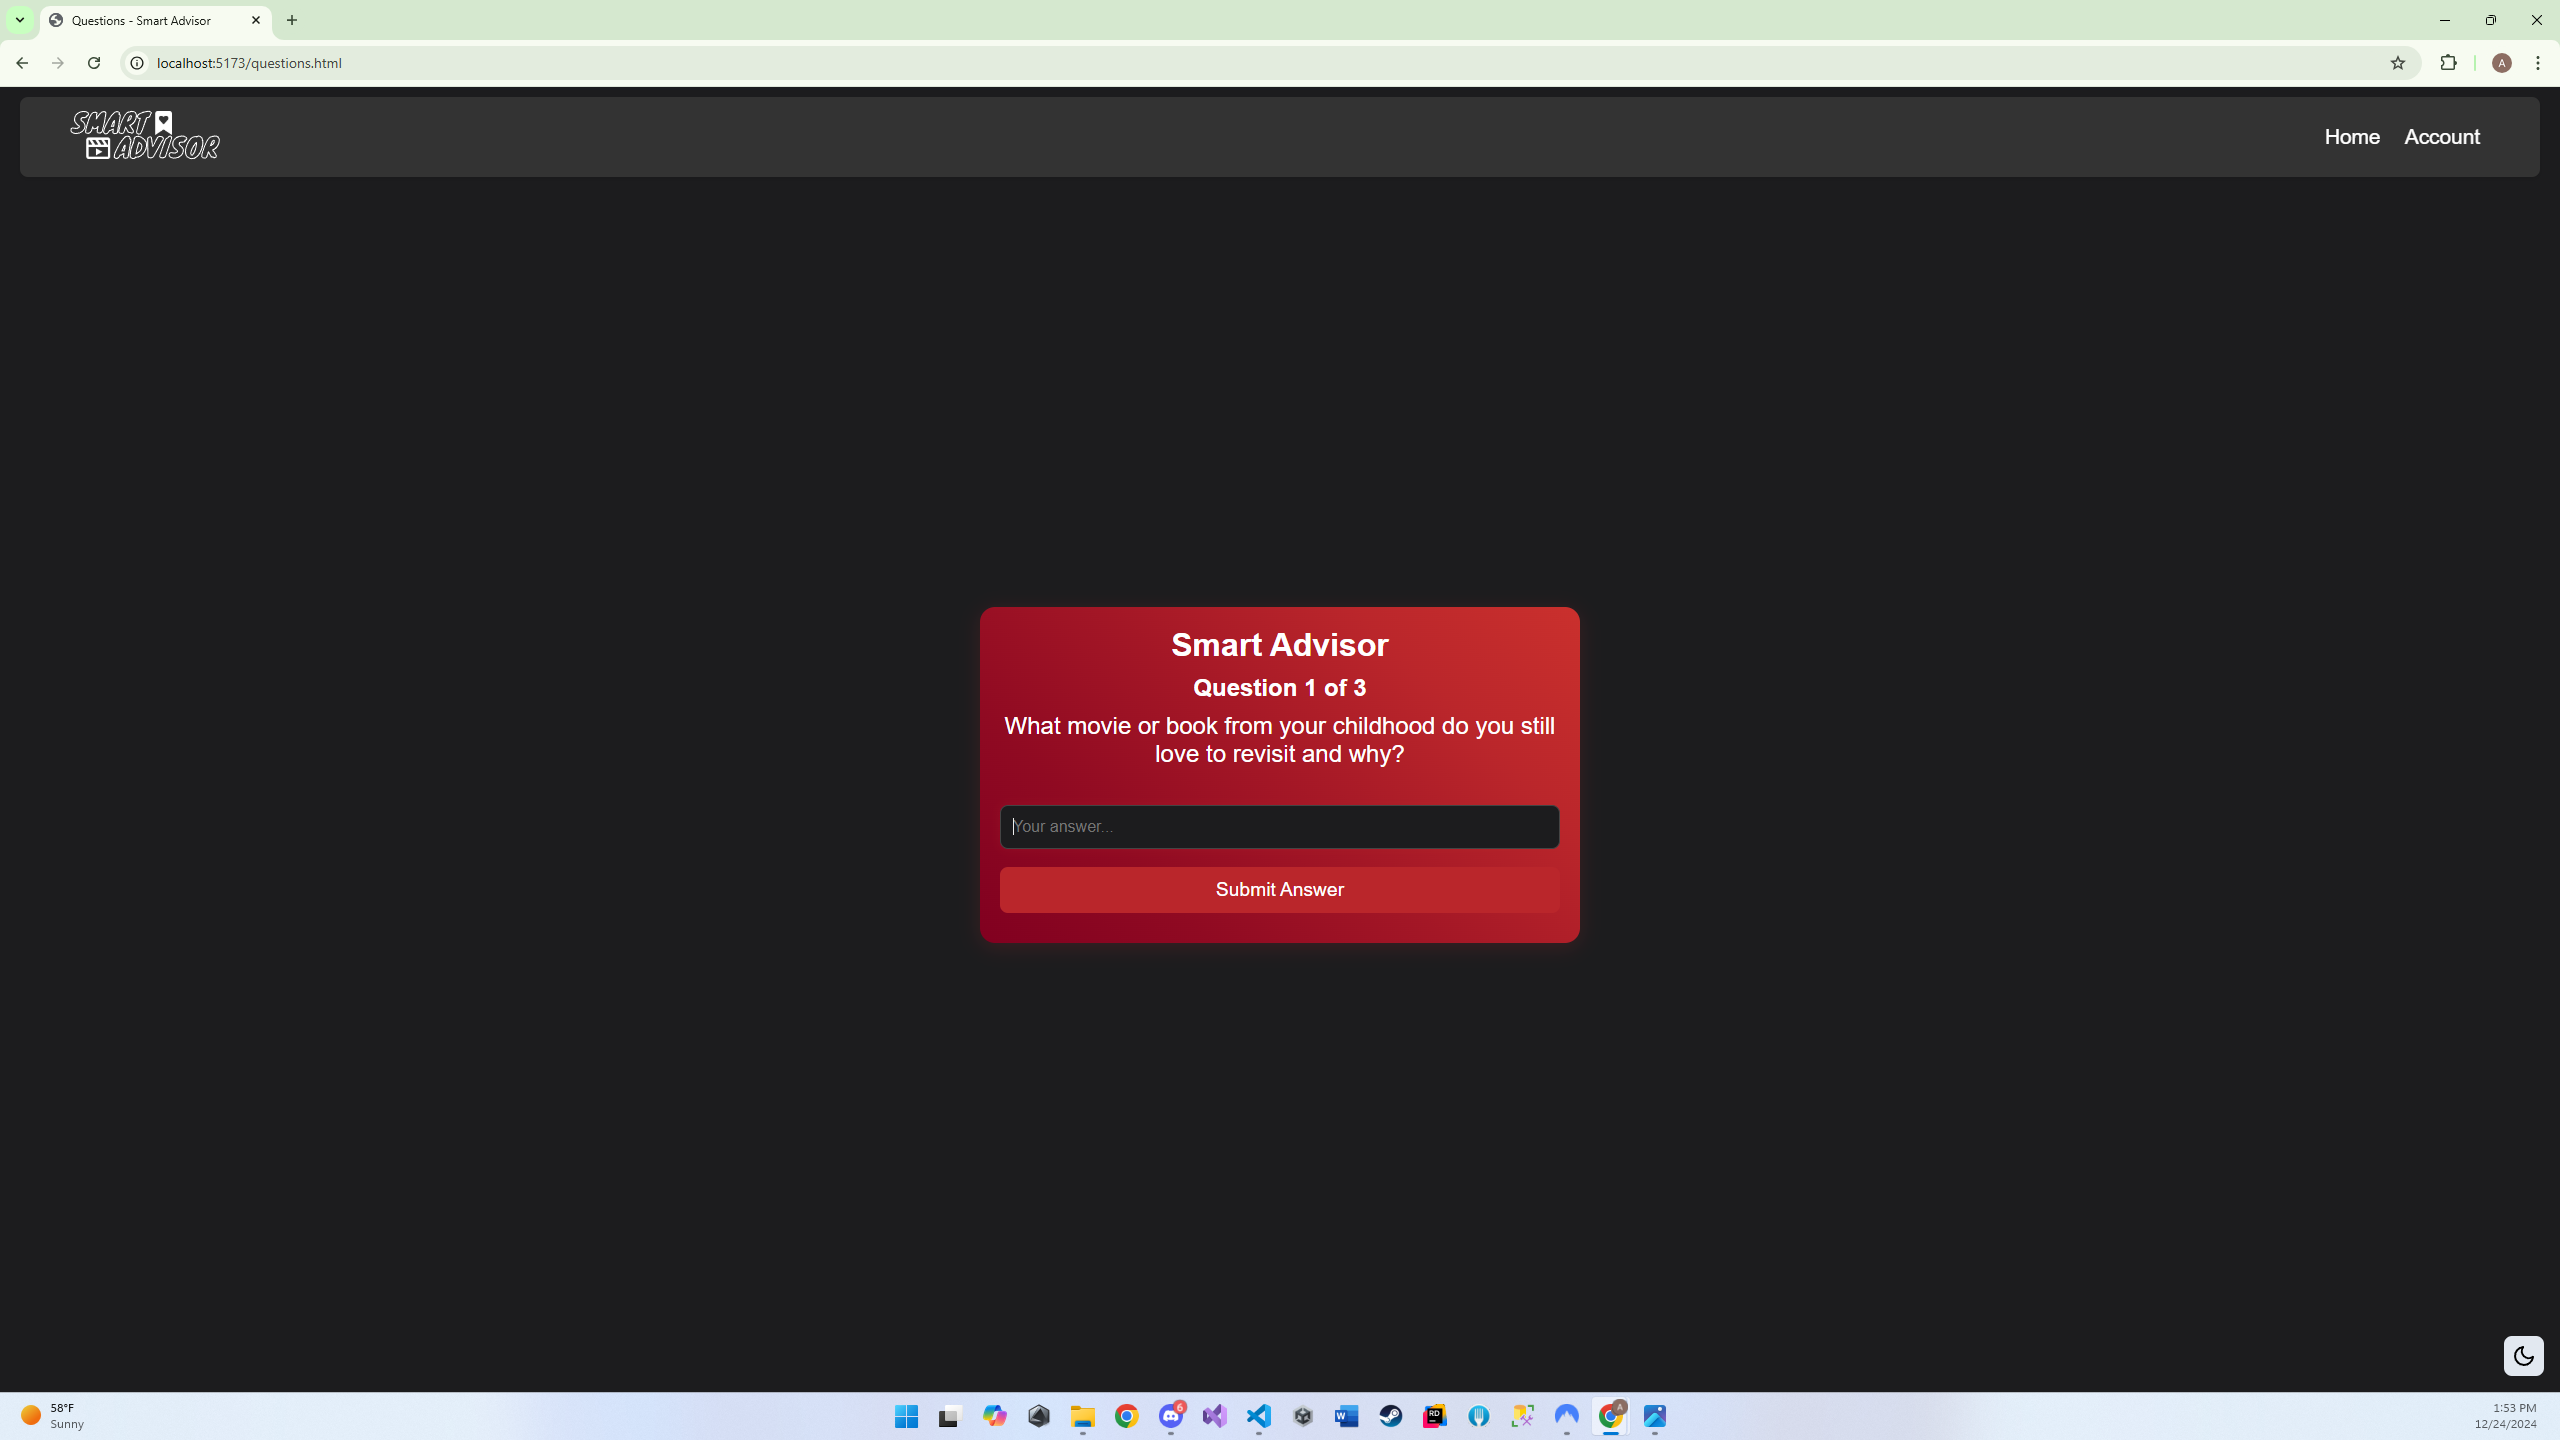 Questions - Smart Advisor
localhost:5173/questions.html
A
SMART
ADVISOR
Home
Account
Smart Advisor
Question 1 of 3
What movie or book from your childhood do you still
love to revisit and why?
Your answer...
Submit Answer
58°F
Sunny
6
W
RD
A
1:53 PM
12/24/2024